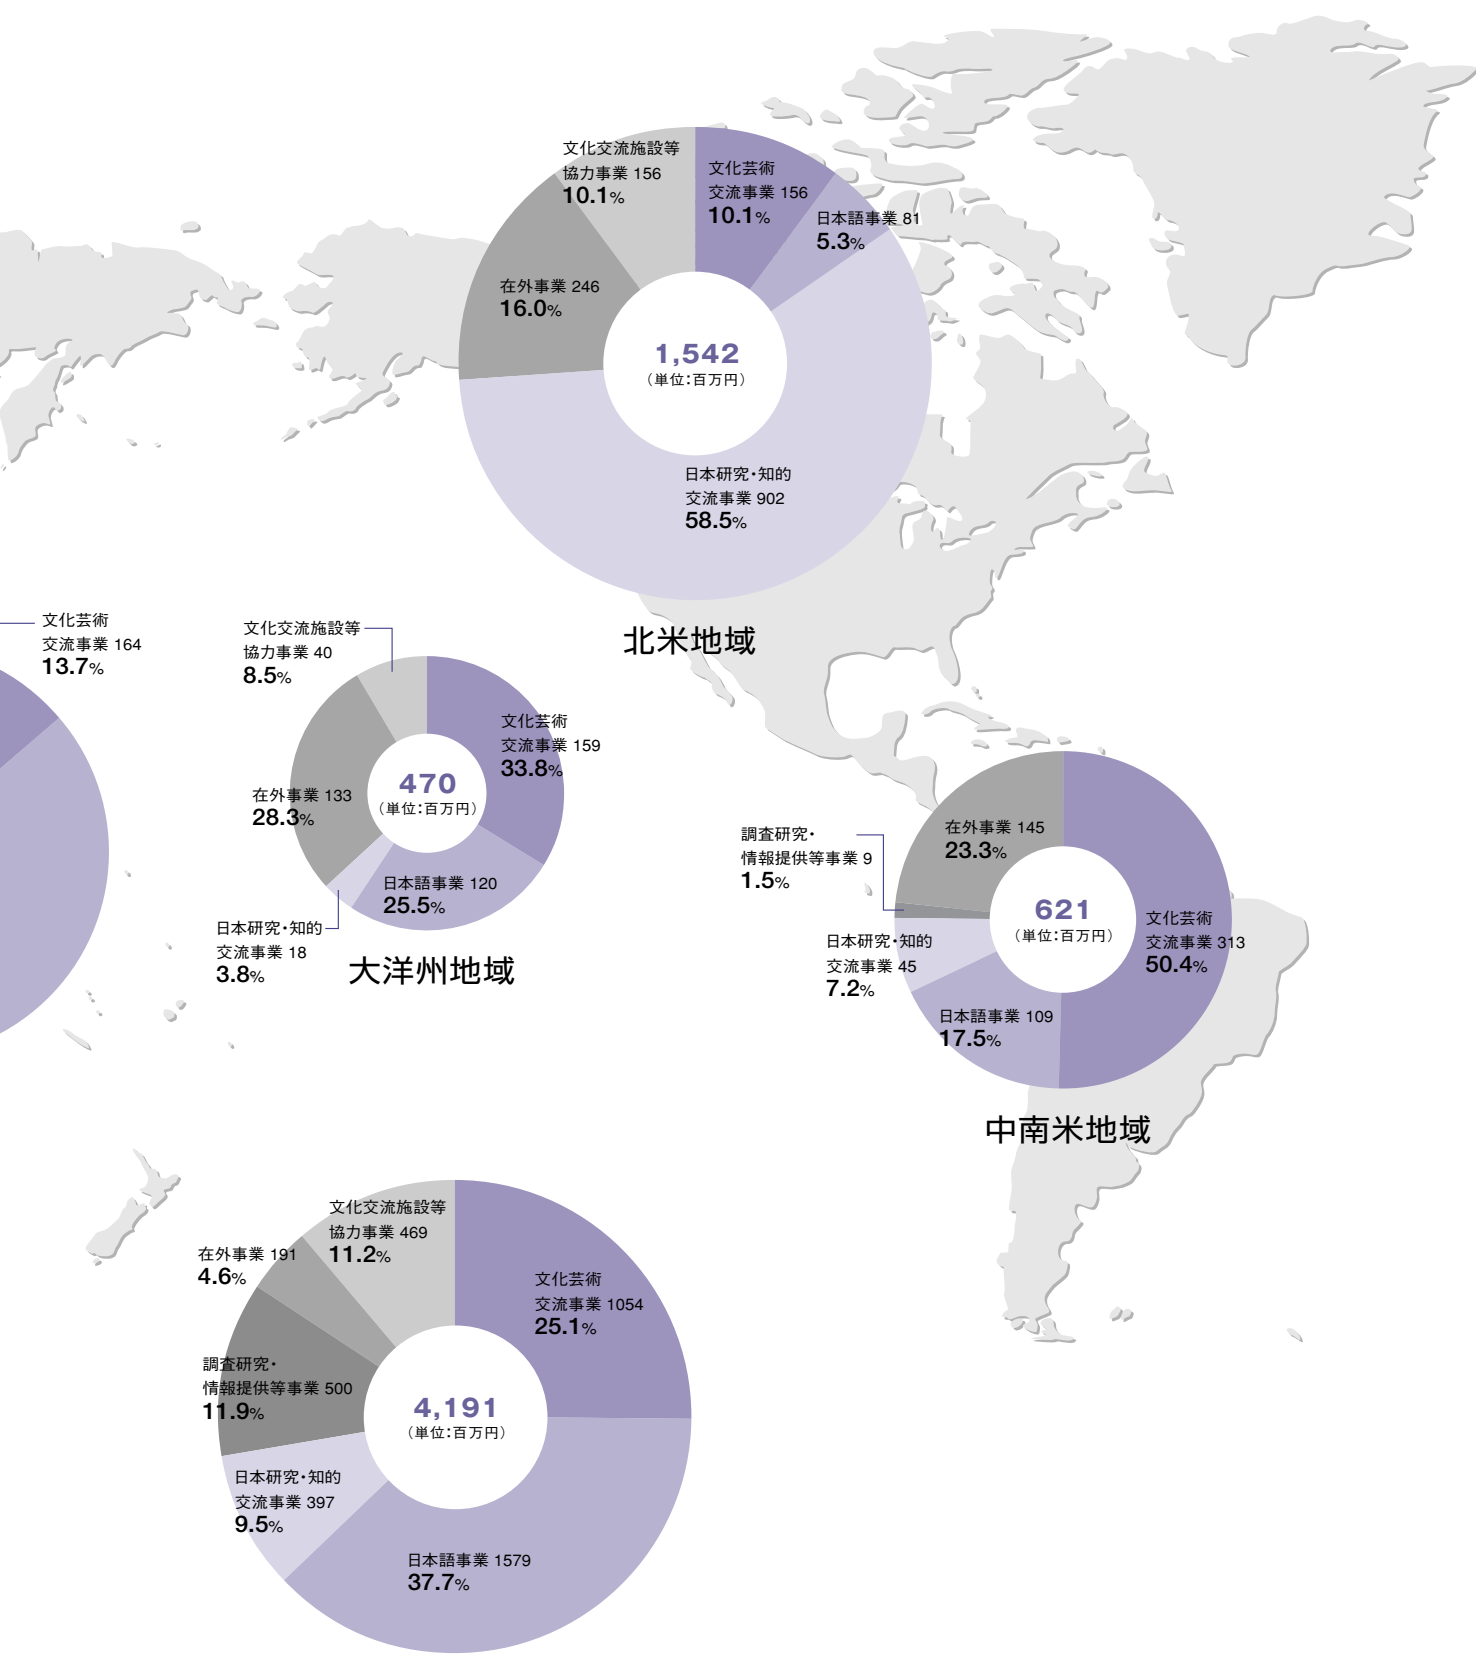 文化交流施設等
協力事業 156
10.1%
文化芸術
交流事業 156
10.1%
日本語事業 81
5.3%
在外事業 246
16.0%
1,542
（単位：百万円）
日本研究・知的
交流事業 902
58.5%
北米地域
文化芸術
交流事業 164
13.7%
文化交流施設等
協力事業 40
8.5%
文化芸術
交流事業 159
33.8%
在外事業 133
28.3%
470
（単位：百万円）
日本語事業 120
25.5%
日本研究・知的
交流事業 18
3.8%
大洋州地域
在外事業 145
23.3%
調査研究・
情報提供等事業 9
1.5%
621
（単位：百万円）
文化芸術
交流事業 313
50.4%
日本研究・知的
交流事業 45
7.2%
日本語事業 109
17.5%
中南米地域
文化交流施設等
協力事業 469
11.2%
在外事業 191
4.6%
文化芸術
交流事業 1054
25.1%
調査研究・
情報提供等事業 500
11.9%
4,191
（単位：百万円）
日本研究・知的
交流事業 397
9.5%
日本語事業 1579
37.7%